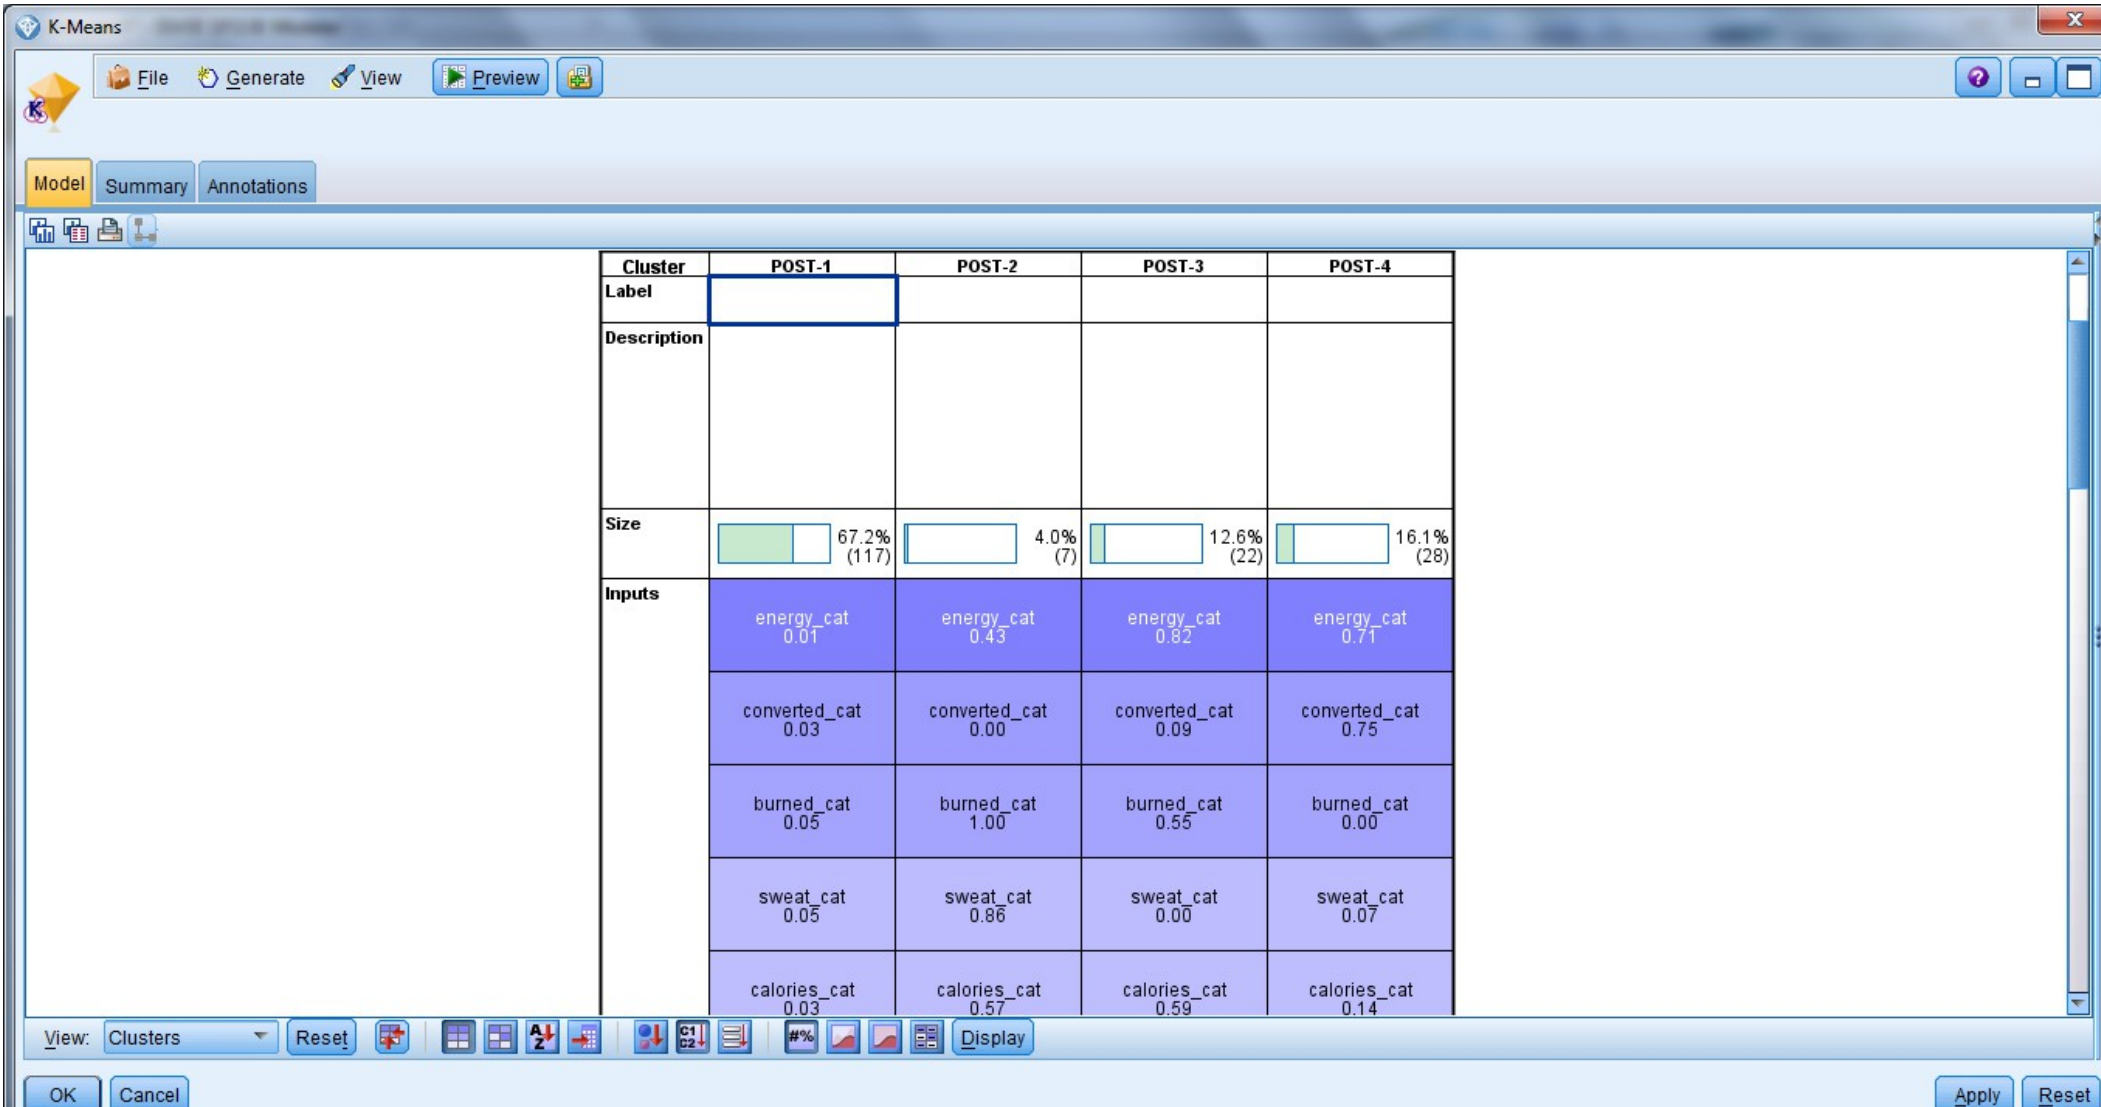 K-Means
File Generate View Preview
Model Summary Annotations
Cluster POST-1 POST-2 POST-3 POST-4
Label
Description
Size 67.2% 4.0% 12.6% 16.1%
(117) (7) (22) (28)
Inputs
energy_cat energy_cat energy_cat energy_cat
0.01 0.43 0.82 0.71
converted_cat converted_cat converted_cat converted_cat
0.03 0.00 0.09 0.75
burned_cat burned_cat burned_cat burned_cat
0.05 1.00 0.55 0.00
sweat_cat sweat_cat sweat_cat sweat_cat
0.05 0.86 0.00 0.07
calories_cat calories_cat calories_cat calories_cat
0.03 0.57 0.59 0.14
View: Clusters Reset A Z C1 C2 #% Display
OK Cancel Apply Reset